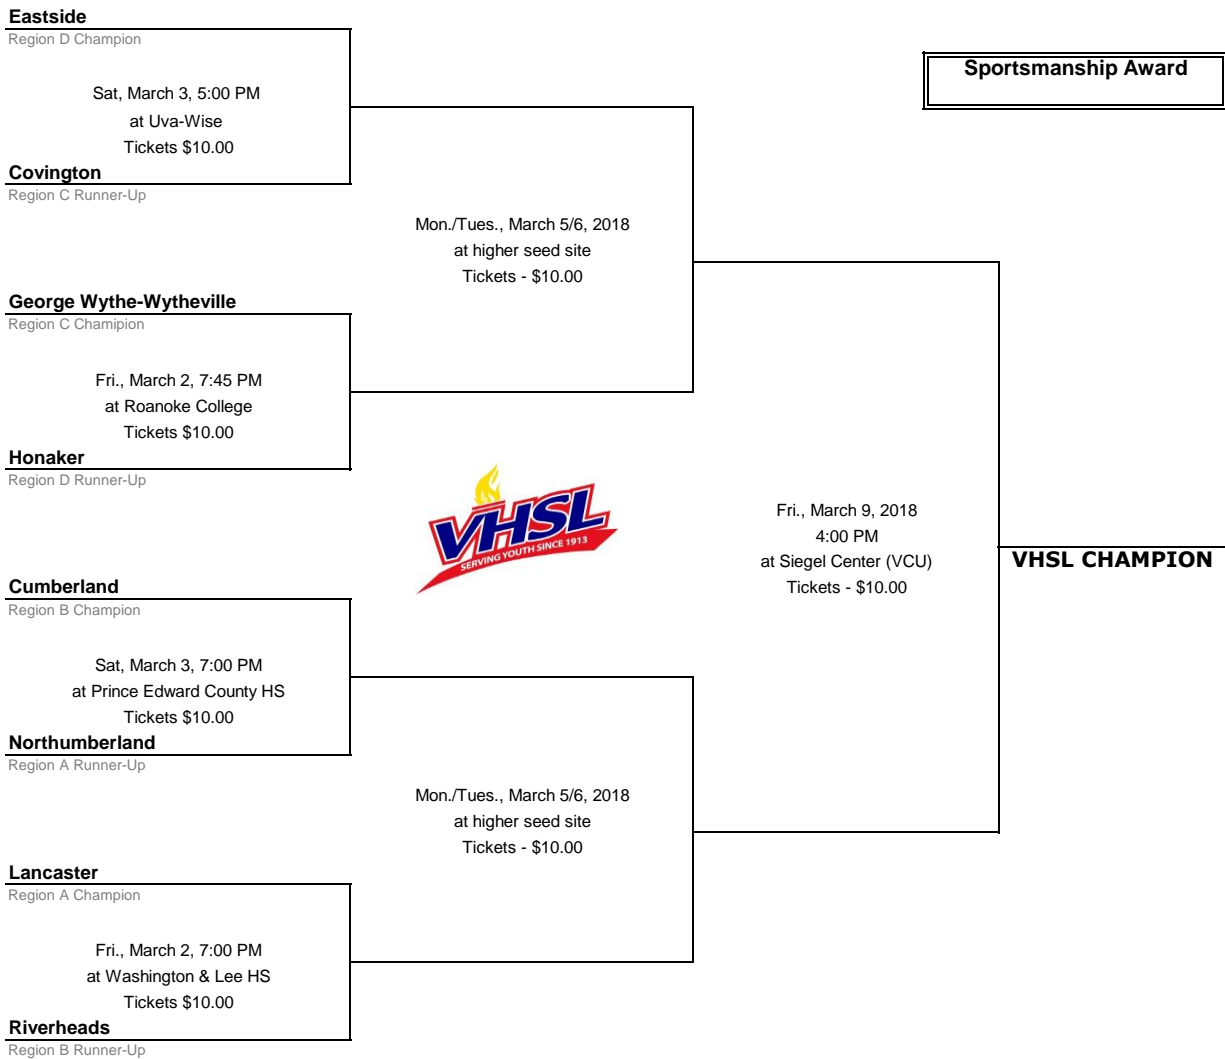 Eastside
Region D Champion
Sportsmanship Award
Sat, March 3, 5:00 PM
at Uva-Wise
Tickets $10.00
Covington
Region C Runner-Up
Mon./Tues., March 5/6, 2018
at higher seed site
Tickets - $10.00
George Wythe-Wytheville
Region C Chamipion
Fri., March 2, 7:45 PM
at Roanoke College
Tickets $10.00
Honaker
Region D Runner-Up
VHSL
SERVING YOUTH SINCE 1913
Fri., March 9, 2018
4:00 PM
at Siegel Center (VCU)
Tickets - $10.00
VHSL CHAMPION
Cumberland
Region B Champion
Sat, March 3, 7:00 PM
at Prince Edward County HS
Tickets $10.00
Northumberland
Region A Runner-Up
Mon./Tues., March 5/6, 2018
at higher seed site
Tickets - $10.00
Lancaster
Region A Champion
Fri., March 2, 7:00 PM
at Washington & Lee HS
Tickets $10.00
Riverheads
Region B Runner-Up